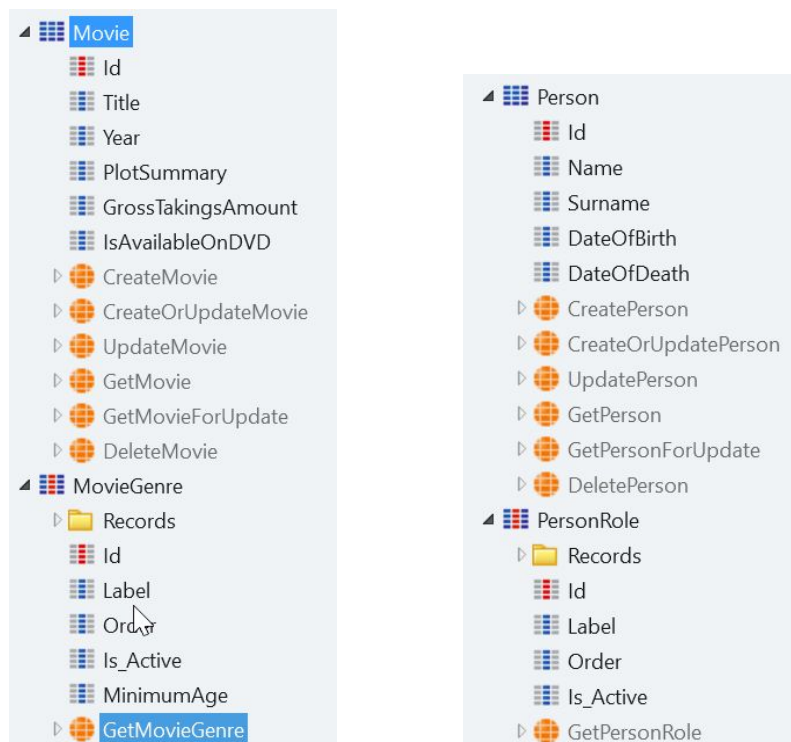 Movie
Id
Title
Year
PlotSummary
GrossTakingsAmount
IsAvailableOnDVD
CreateMovie
CreateOrUpdateMovie
UpdateMovie
GetMovie
GetMovieForUpdate
DeleteMovie
MovieGenre
Records
Id
Label
Order
Is_Active
MinimumAge
GetMovieGenre
Person
Id
Name
Surname
DateOfBirth
DateOfDeath
CreatePerson
CreateOrUpdatePerson
UpdatePerson
GetPerson
GetPersonForUpdate
DeletePerson
PersonRole
Records
Id
Label
Order
Is_Active
GetPersonRole